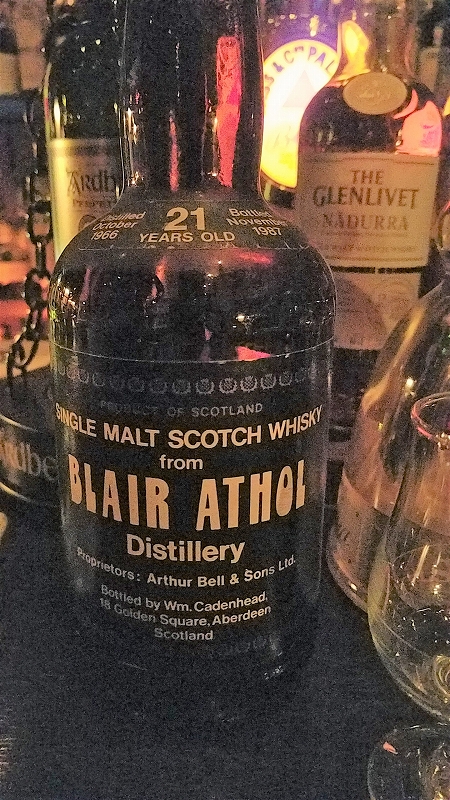 Distilled
October
1966
21
YEARS OLD
Bottled
November
1987
PRODUCT OF SCOTLAND
SINGLE MALT SCOTCH WHISKY
from
BLAIR ATHOL
Distillery
Proprietors: Arthur Bell & Sons Ltd.
Bottled by Wm. Cadenhead,
18 Golden Square, Aberdeen
Scotland
THE
GLENLIVET
NÀDURRA
Ardb